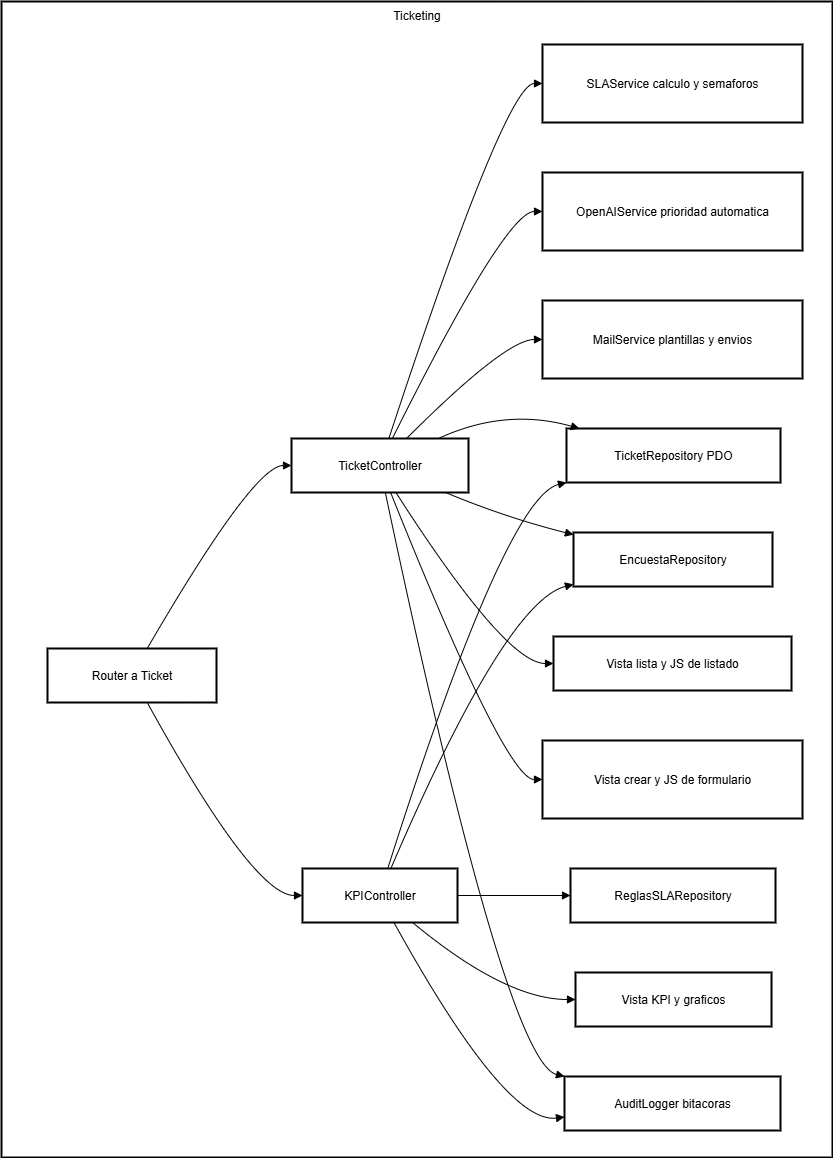 Ticketing
SLAService calculo y semaforos
OpenAIService prioridad automatica
MailService plantillas y envios
TicketController
TicketRepository PDO
EncuestaRepository
Vista lista y JS de listado
Router a Ticket
Vista crear y JS de formulario
KPIController
ReglasSLARepository
Vista KPI y graficos
AuditLogger bitacoras